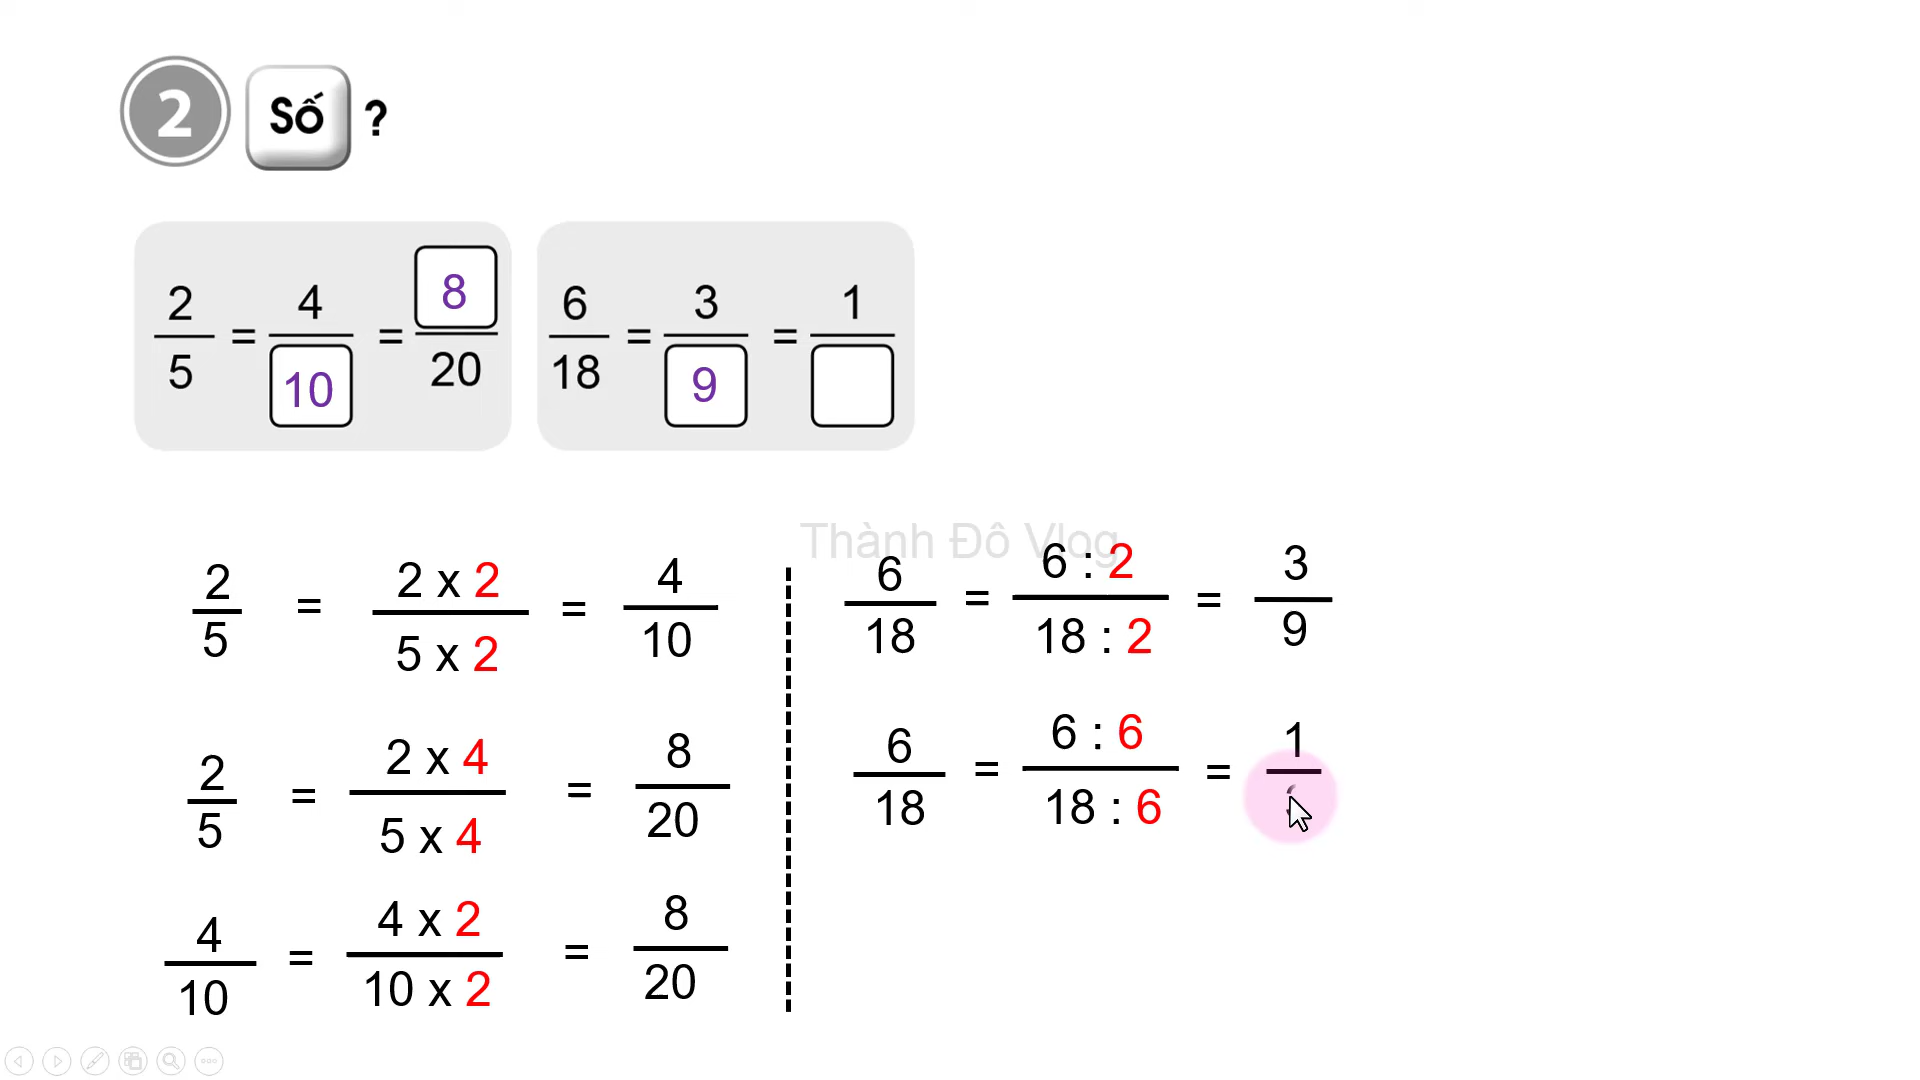 2 Số ?
2/5 = 4/10 = 8/20
6/18 = 3/9 = 1/
Thành Đô Vlog
2/5 = 2 x 2/5 x 2 = 4/10
2/5 = 2 x 4/5 x 4 = 8/20
4/10 = 4 x 2/10 x 2 = 8/20
6/18 = 6 : 2/18 : 2 = 3/9
6/18 = 6 : 6/18 : 6 = 1/